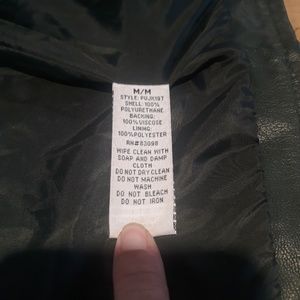 M/M
STYLE: PUJK197
SHELL: 100%
POLYURETHANE
BACKING:
100%VISCOSE
LINING:
100%POLYESTER
RN#83098
WIPE CLEAN WITH
SOAP AND DAMP
CLOTH
DO NOT DRY CLEAN
DO NOT MACHINE
WASH
DO NOT BLEACH
DO NOT IRON